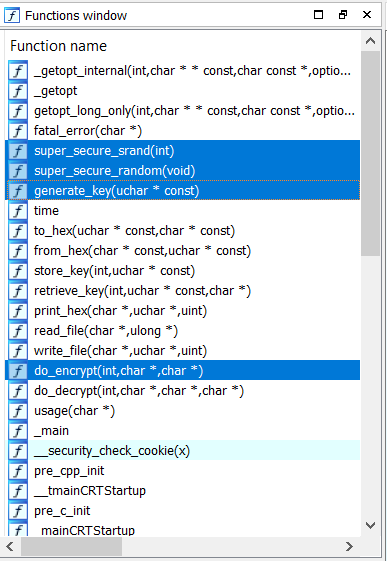 Functions window
Function name
_getopt_internal(int,char * * const,char const *,optio...
_getopt
getopt_long_only(int,char * * const,char const *,optio...
fatal_error(char *)
super_secure_srand(int)
super_secure_random(void)
generate_key(uchar * const)
time
to_hex(uchar * const,char * const)
from_hex(char * const,uchar * const)
store_key(int,uchar * const)
retrieve_key(int,uchar * const,char *)
print_hex(char *,uchar *,uint)
read_file(char *,ulong *)
write_file(char *,uchar *,uint)
do_encrypt(int,char *,char *)
do_decrypt(int,char *,char *,char *)
usage(char *)
_main
__security_check_cookie(x)
pre_cpp_init
__tmainCRTStartup
pre_c_init
_mainCRTStartup